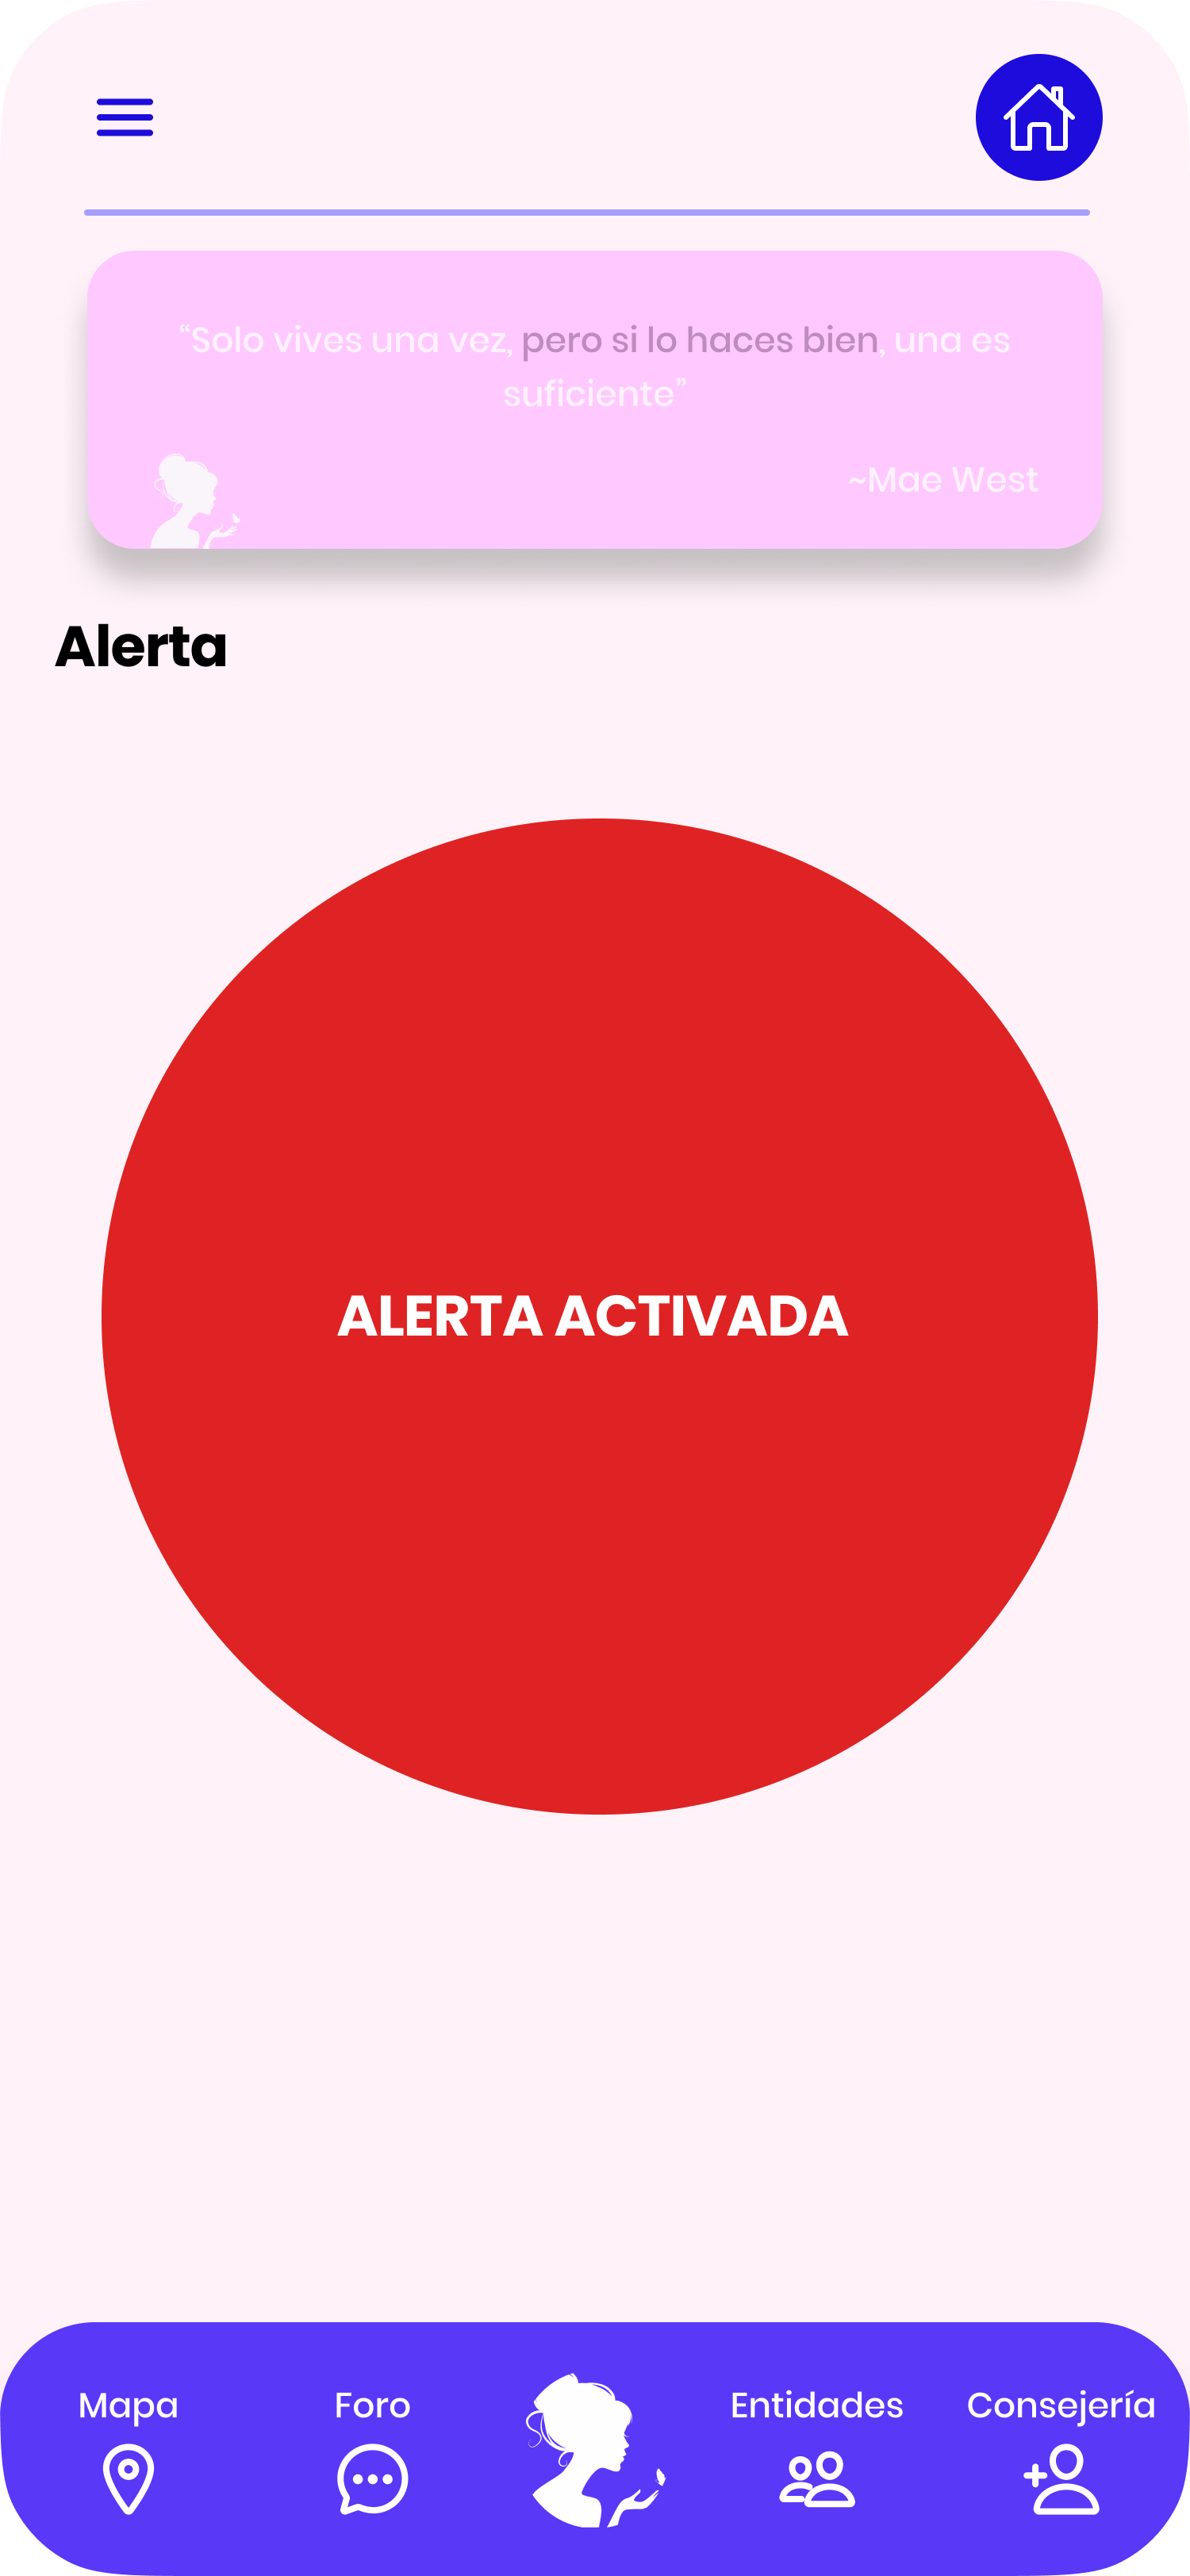 “Solo vives una vez, pero si lo haces bien, una es
suficiente”
~Mae West
Alerta
ALERTA ACTIVADA
Mapa
Foro
Entidades
Consejería